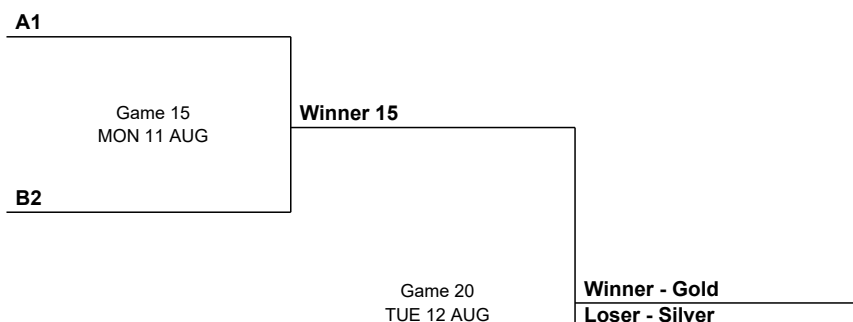 A1
Game 15
MON 11 AUG
Winner 15
B2
Game 20
TUE 12 AUG
Winner - Gold
Loser - Silver